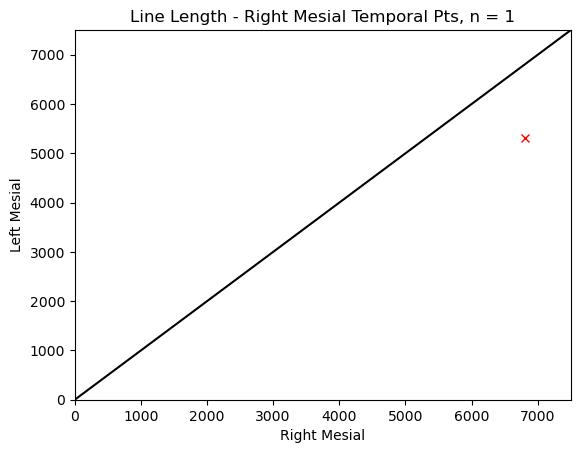 Line Length - Right Mesial Temporal Pts, n = 1
7000
6000
5000
4000
3000
2000
1000
0
Left Mesial
0 1000 2000 3000 4000 5000 6000 7000
Right Mesial